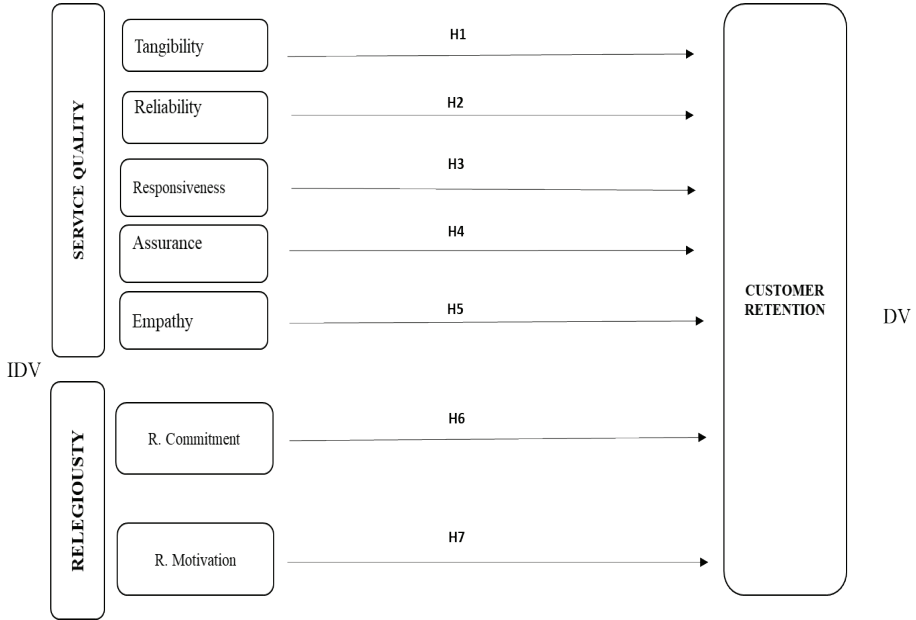 SERVICE QUALITY
Tangibility
H1
Reliability
H2
Responsiveness
H3
Assurance
H4
Empathy
H5
CUSTOMER
RETENTION
DV
IDV
RELEGIOUSTY
R. Commitment
H6
R. Motivation
H7